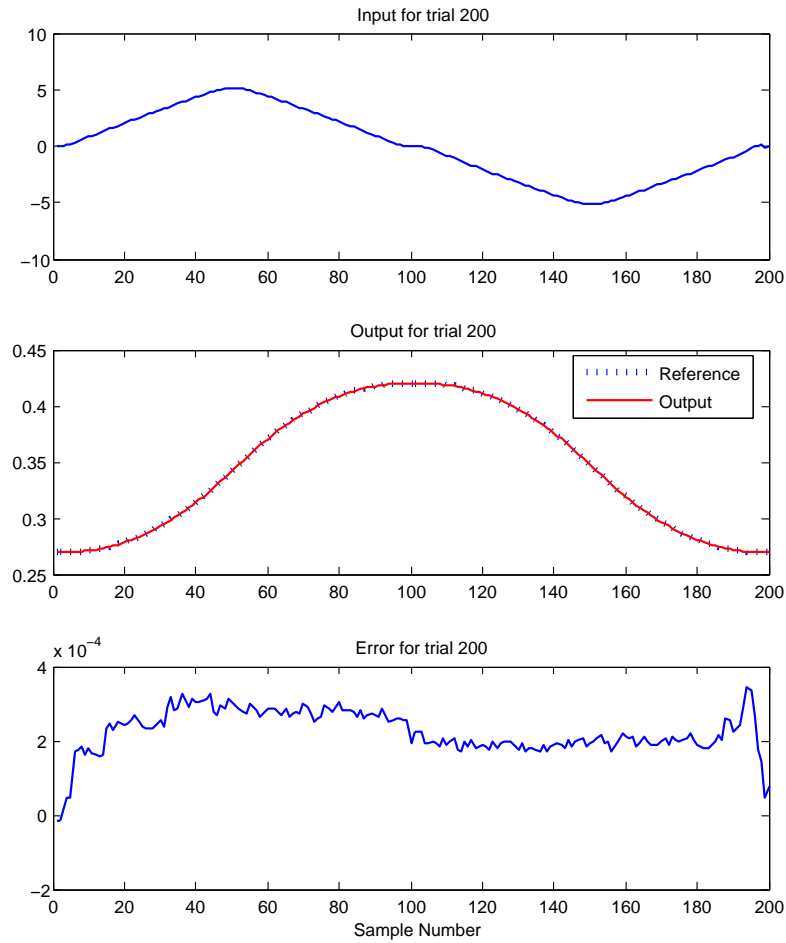 Input for trial 200
10
5
0
−5
−10
0 20 40 60 80 100 120 140 160 180 200
Output for trial 200
0.45
0.4
0.35
0.3
0.25
Reference
Output
0 20 40 60 80 100 120 140 160 180 200
x 10−4
Error for trial 200
4
2
0
−2
0 20 40 60 80 100 120 140 160 180 200
Sample Number